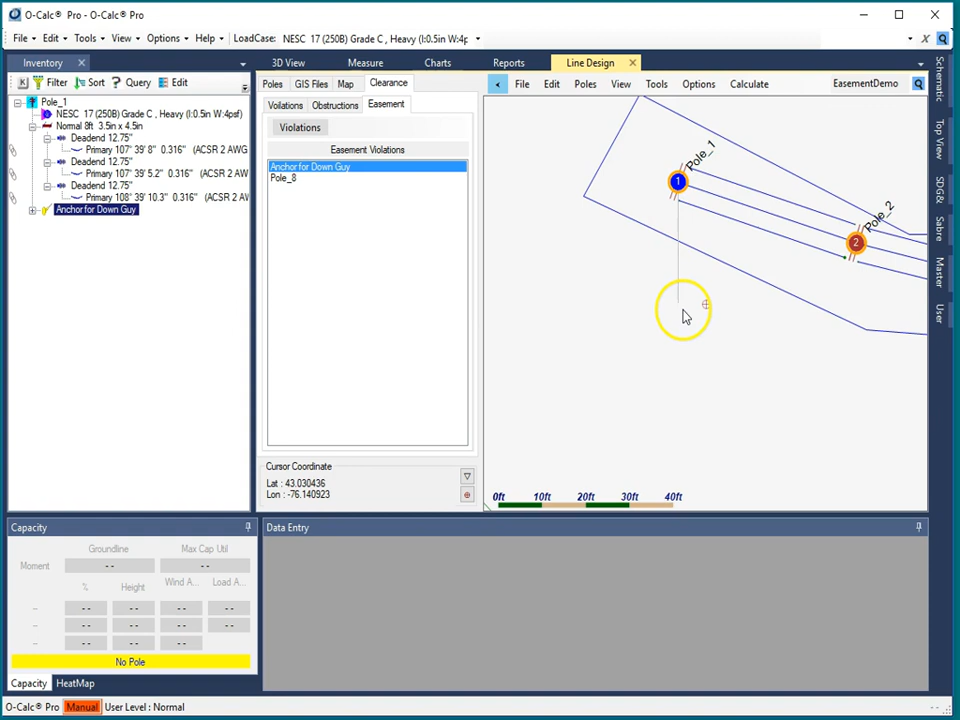 O-Calc® Pro - O-Calc® Pro
File Edit Tools View Options Help LoadCase: NESC 17 (250B) Grade C , Heavy (I:0.5in W:4p
Inventory
3D View Measure Charts Reports Line Design
K Filter Sort ? Query Edit
Pole_1
NESC 17 (250B) Grade C , Heavy (I:0.5in W:4psf)
Normal 8ft 3.5in x 4.5in
Deadend 12.75"
Primary 107' 39' 8" 0.316" (ACSR 2 AWG
Deadend 12.75"
Primary 107' 39' 5.2" 0.316" (ACSR 2 A
Deadend 12.75"
Primary 108' 39' 10.3" 0.316" (ACSR 2 A
Anchor for Down Guy
Poles GIS Files Map Clearance
Voilations Obstructions Easement
Violations
Easement Violations
Anchor for Down Guy
Pole_8
Cursor Coordinate
Lat : 43.030436
Lon : -76.140923
File Edit Poles View Tools Options Calculate EasementDemo
1
Pole_1
2
Pole_2
0ft 10ft 20ft 30ft 40ft
Schematic
Top View
SDG&
Sabre
Master
User
Capacity
Groundline Max Cap Util
Moment -- --
% Height Wind A... Load A...
-- -- -- -- --
-- -- -- -- --
-- -- -- --
No Pole
Capacity HeatMap
Data Entry
O-Calc® Pro Manual User Level : Normal
-- --